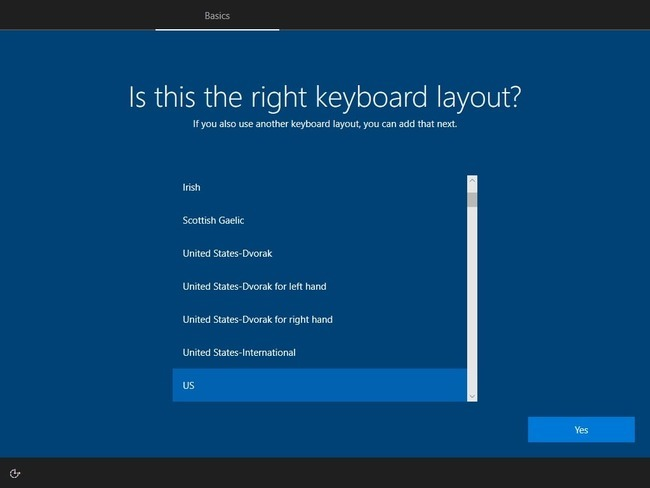 Basics
Is this the right keyboard layout?
If you also use another keyboard layout, you can add that next.
Irish
Scottish Gaelic
United States-Dvorak
United States-Dvorak for left hand
United States-Dvorak for right hand
United States-International
US
Yes